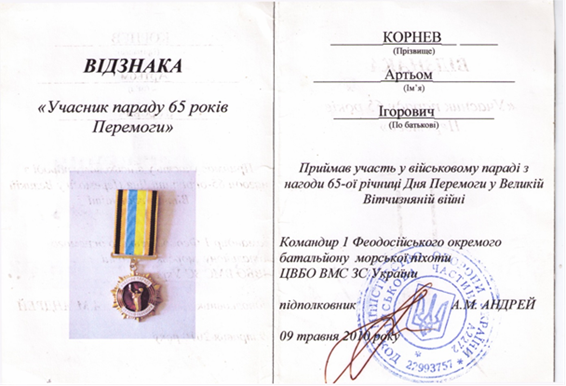 ВІДЗНАКА
«Учасник параду 65 років
Перемоги»
КОРНЕВ
(Прізвище)
Артьом
(Ім’я)
Ігорович
(По батькові)
Приймав участь у військовому параді з
нагоди 65-ої річниці Дня Перемоги у Великій
Вітчизняній війні
Командир 1 Феодосійського окремого
батальйону морської піхоти
ЦВБО ВМС ЗС України
підполковник А.М. АНДРЕЙ
09 травня 2010 року